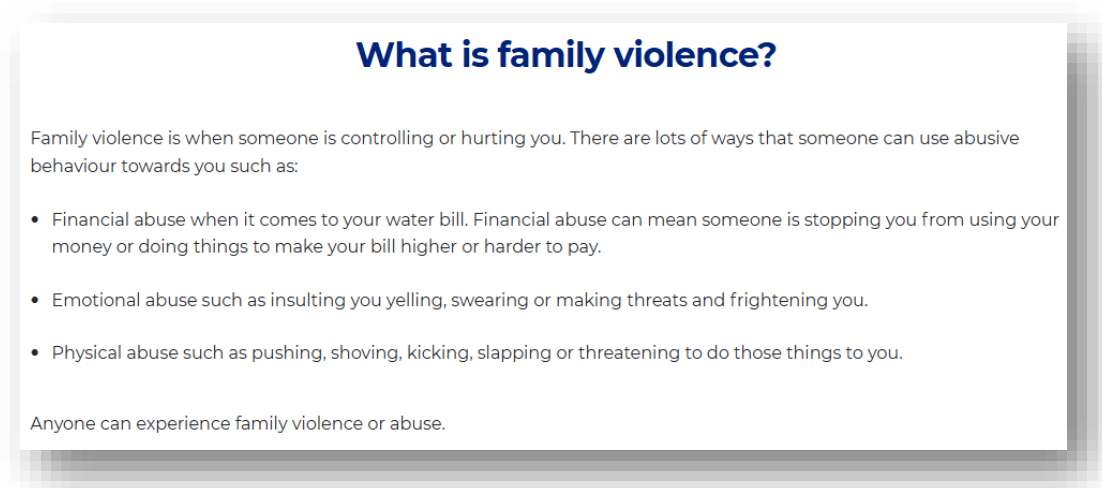 What is family violence?
Family violence is when someone is controlling or hurting you. There are lots of ways that someone can use abusive
behaviour towards you such as:
• Financial abuse when it comes to your water bill. Financial abuse can mean someone is stopping you from using your
money or doing things to make your bill higher or harder to pay.
• Emotional abuse such as insulting you yelling, swearing or making threats and frightening you.
• Physical abuse such as pushing, shoving, kicking, slapping or threatening to do those things to you.
Anyone can experience family violence or abuse.